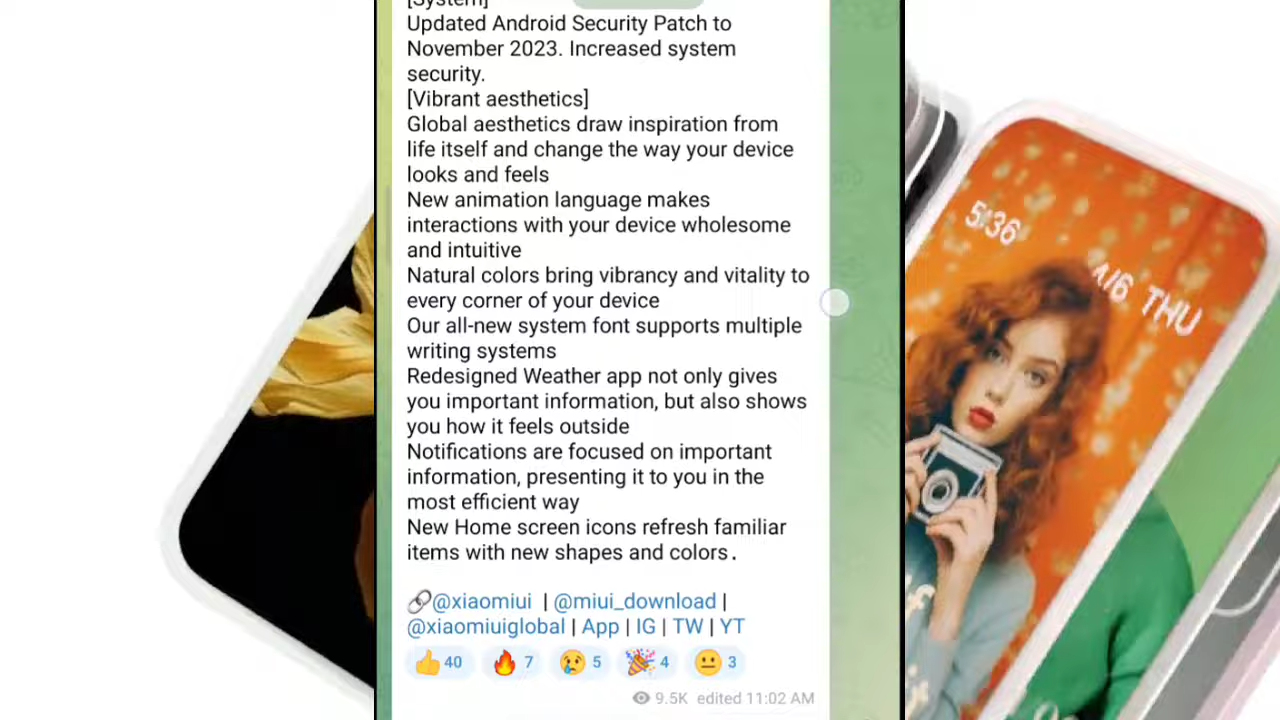 [System]
Updated Android Security Patch to
November 2023. Increased system
security.
[Vibrant aesthetics]
Global aesthetics draw inspiration from
life itself and change the way your device
looks and feels
New animation language makes
interactions with your device wholesome
and intuitive
Natural colors bring vibrancy and vitality to
every corner of your device
Our all-new system font supports multiple
writing systems
Redesigned Weather app not only gives
you important information, but also shows
you how it feels outside
Notifications are focused on important
information, presenting it to you in the
most efficient way
New Home screen icons refresh familiar
items with new shapes and colors.
🔗@xiaomiui | @miui_download |
@xiaomiuiglobal | App | IG | TW | YT
👍 40 🔥 7 😢 5 🎉 4 😐 3
9.5K edited 11:02 AM
5:36
4/6 THU